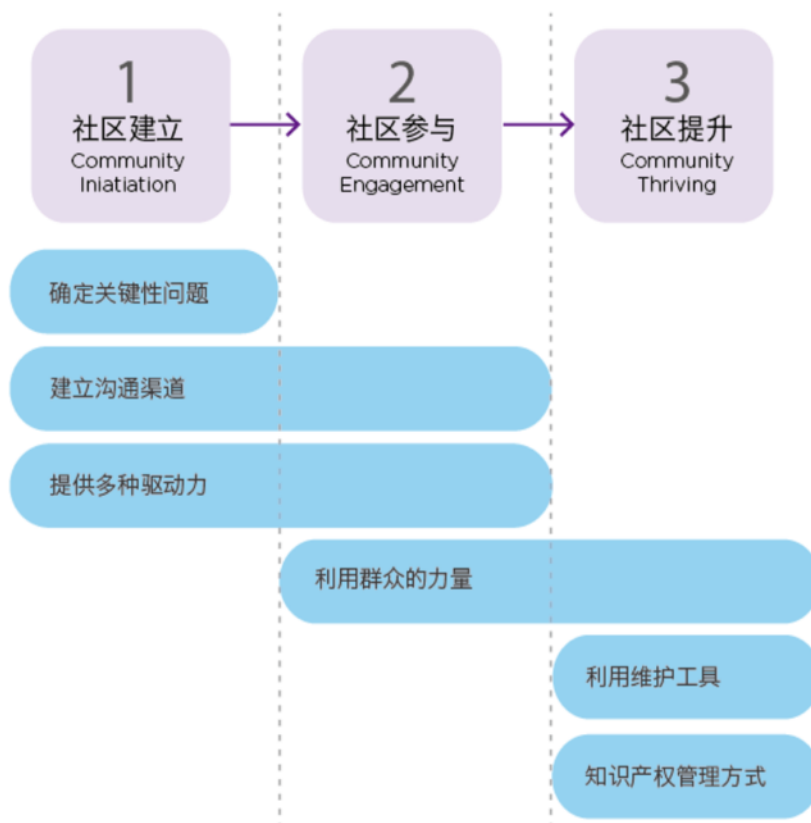 1
社区建立
Community
Iniatiation
2
社区参与
Community
Engagement
3
社区提升
Community
Thriving
确定关键性问题
建立沟通渠道
提供多种驱动力
利用群众的力量
利用维护工具
知识产权管理方式